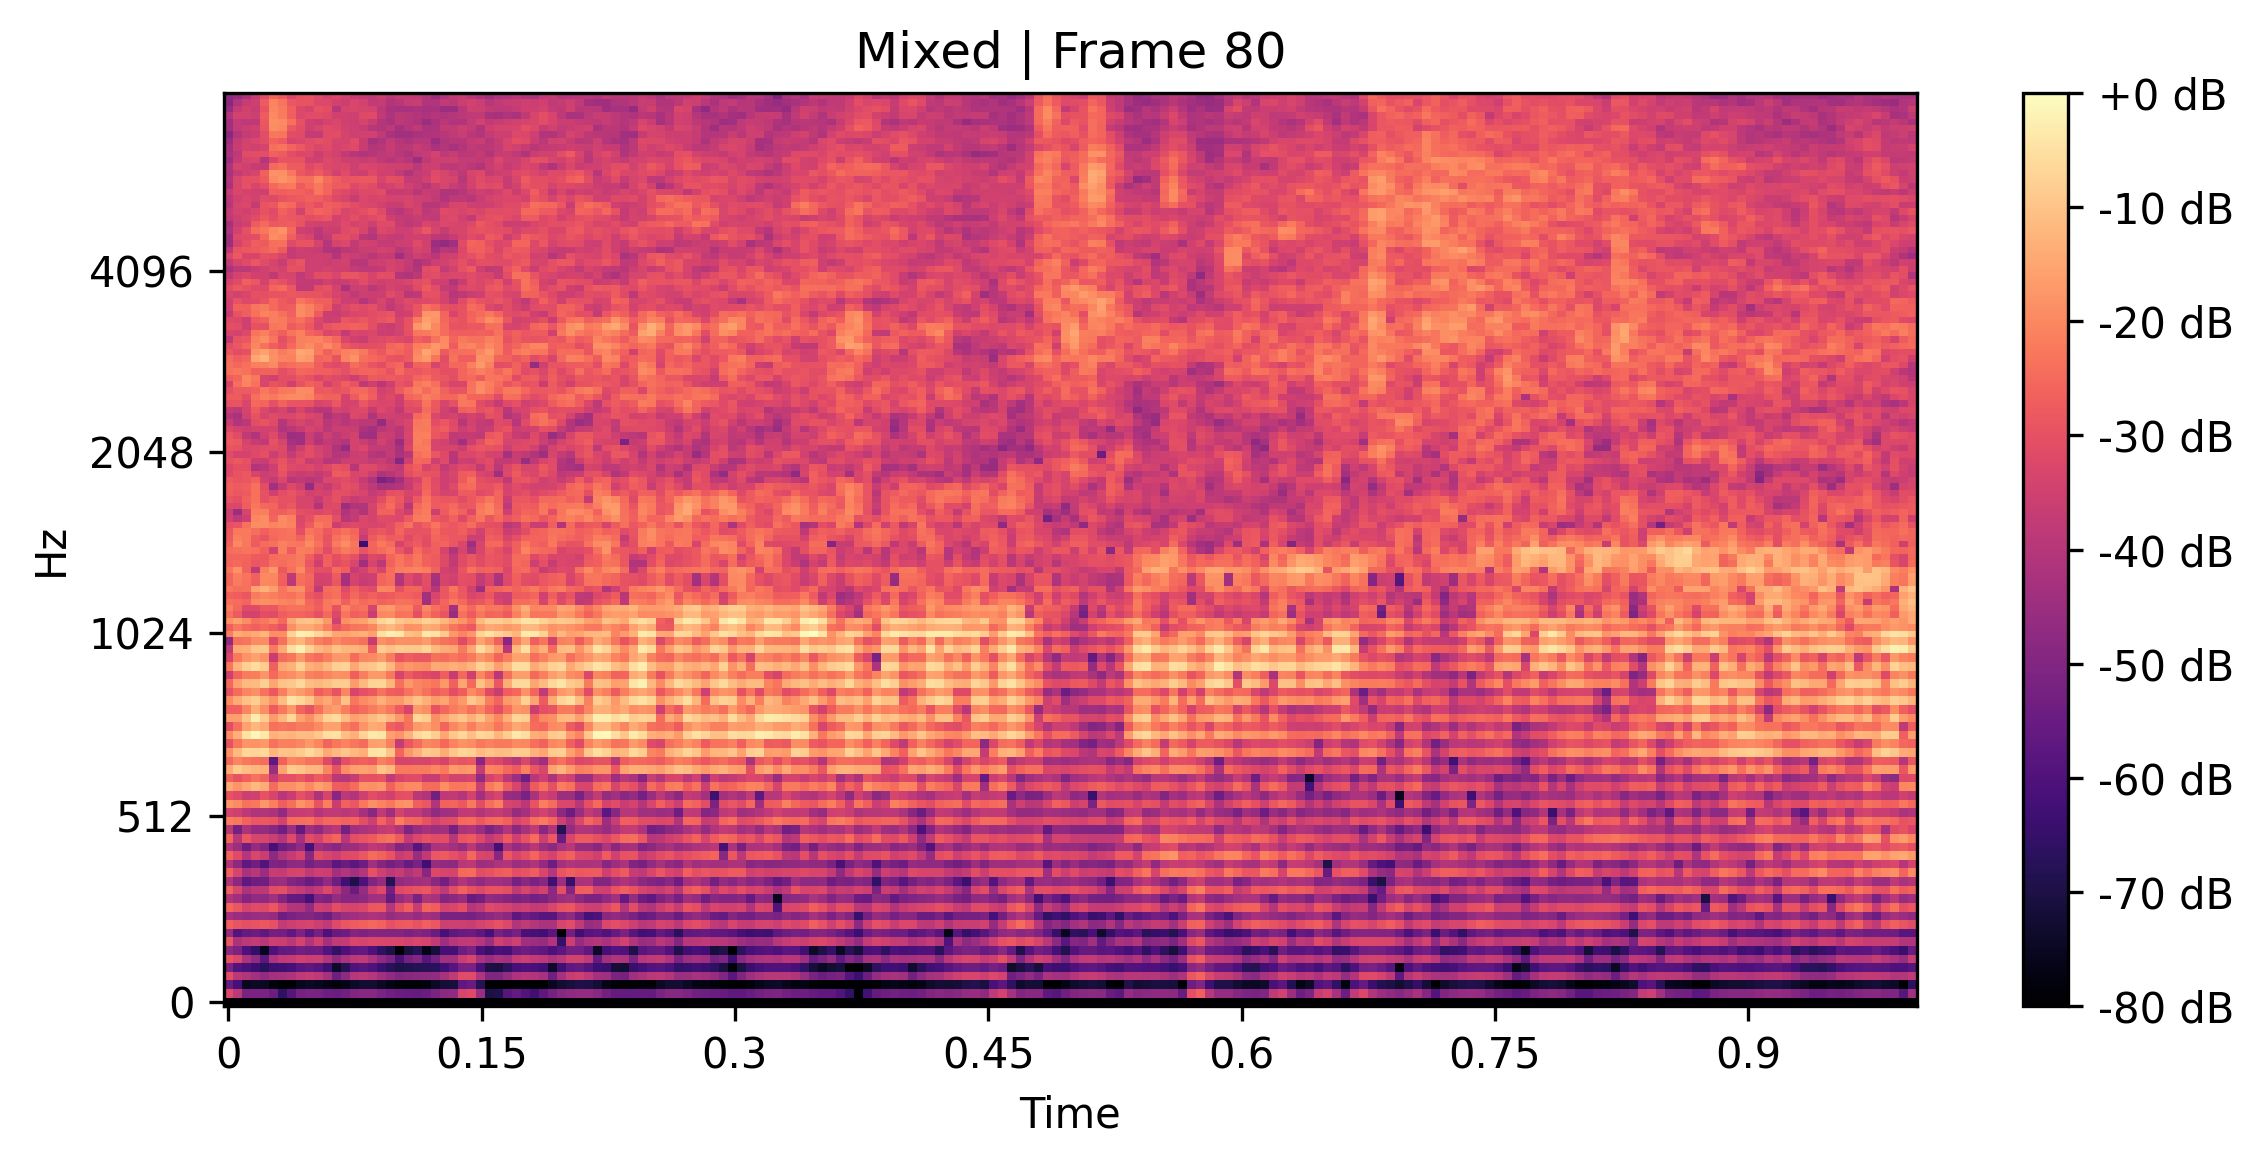 Mixed | Frame 80
+0 dB
-10 dB
-20 dB
-30 dB
-40 dB
-50 dB
-60 dB
-70 dB
-80 dB
4096
2048
1024
512
0
Hz
0 0.15 0.3 0.45 0.6 0.75 0.9
Time